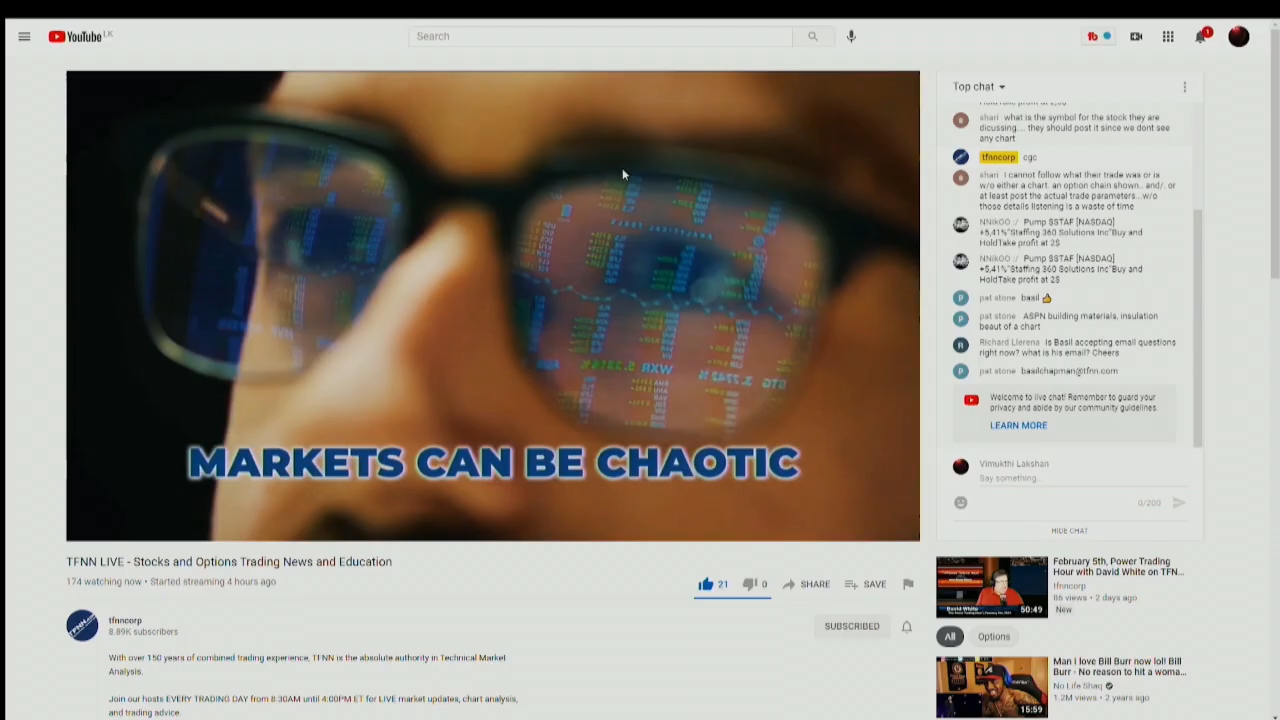 YouTube LK
Search
1
MARKETS CAN BE CHAOTIC
TFNN LIVE - Stocks and Options Trading News and Education
174 watching now • Started streaming 4 hours ago
21
0
SHARE
SAVE
tfnncorp
8.89K subscribers
SUBSCRIBED
With over 150 years of combined trading experience, TFNN is the absolute authority in Technical Market
Analysis.
Join our hosts EVERY TRADING DAY from 8:30AM until 4:00PM ET for LIVE market updates, chart analysis,
and trading advice
Top chat
shari what is the symbol for the stock they are
dicussing.... they should post it since we dont see
any chart
tfnncorp cgc
shari I cannot follow what their trade was or is
w/o either a chart. an option chain shown.. and/. or
at least post the actual trade parameters...w/o
those details listening is a waste of time
NNikOO :/ Pump $STAF [NASDAQ]
+5,41%"Staffing 360 Solutions Inc"Buy and
HoldTake profit at 2$
NNikOO :/ Pump $STAF [NASDAQ]
+5,41%"Staffing 360 Solutions Inc"Buy and
HoldTake profit at 2$
pat stone basil 👍
pat stone ASPN building materials, insulation
beaut of a chart
Richard Llerena Is Basil accepting email questions
right now? what is his email? Cheers
pat stone basilchapman@tfnn.com
Welcome to live chat! Remember to guard your
privacy and abide by our community guidelines.
LEARN MORE
Vimukthi Lakshan
Say something...
0/200
HIDE CHAT
February 5th, Power Trading
Hour with David White on TFN...
tfnncorp
86 views • 2 days ago
New
David White
50:49
All
Options
Man I love Bill Burr now lol! Bill
Burr - No reason to hit a woma...
No Life Shaq
1.2M views • 2 years ago
15:59